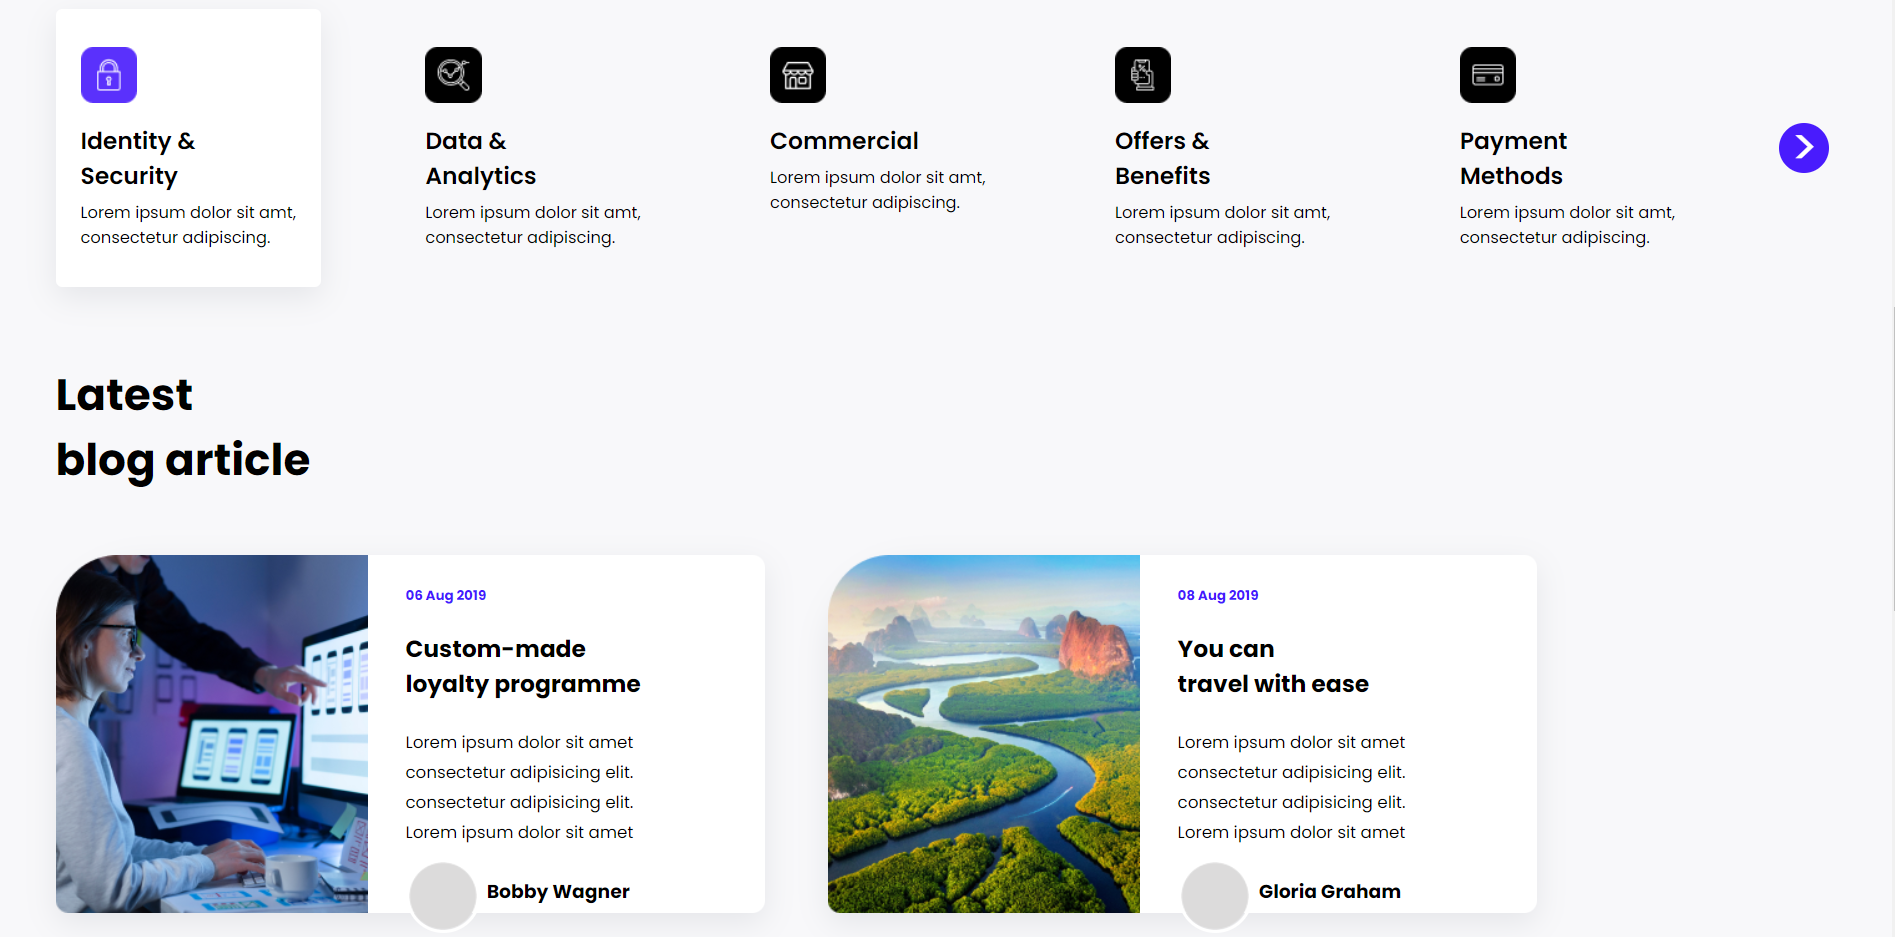 Identity &
Security
Lorem ipsum dolor sit amt,
consectetur adipiscing.
Data &
Analytics
Lorem ipsum dolor sit amt,
consectetur adipiscing.
Commercial
Lorem ipsum dolor sit amt,
consectetur adipiscing.
Offers &
Benefits
Lorem ipsum dolor sit amt,
consectetur adipiscing.
Payment
Methods
Lorem ipsum dolor sit amt,
consectetur adipiscing.
Latest
blog article
06 Aug 2019
Custom-made
loyalty programme
Lorem ipsum dolor sit amet
consectetur adipisicing elit.
consectetur adipisicing elit.
Lorem ipsum dolor sit amet
Bobby Wagner
08 Aug 2019
You can
travel with ease
Lorem ipsum dolor sit amet
consectetur adipisicing elit.
consectetur adipisicing elit.
Lorem ipsum dolor sit amet
Gloria Graham